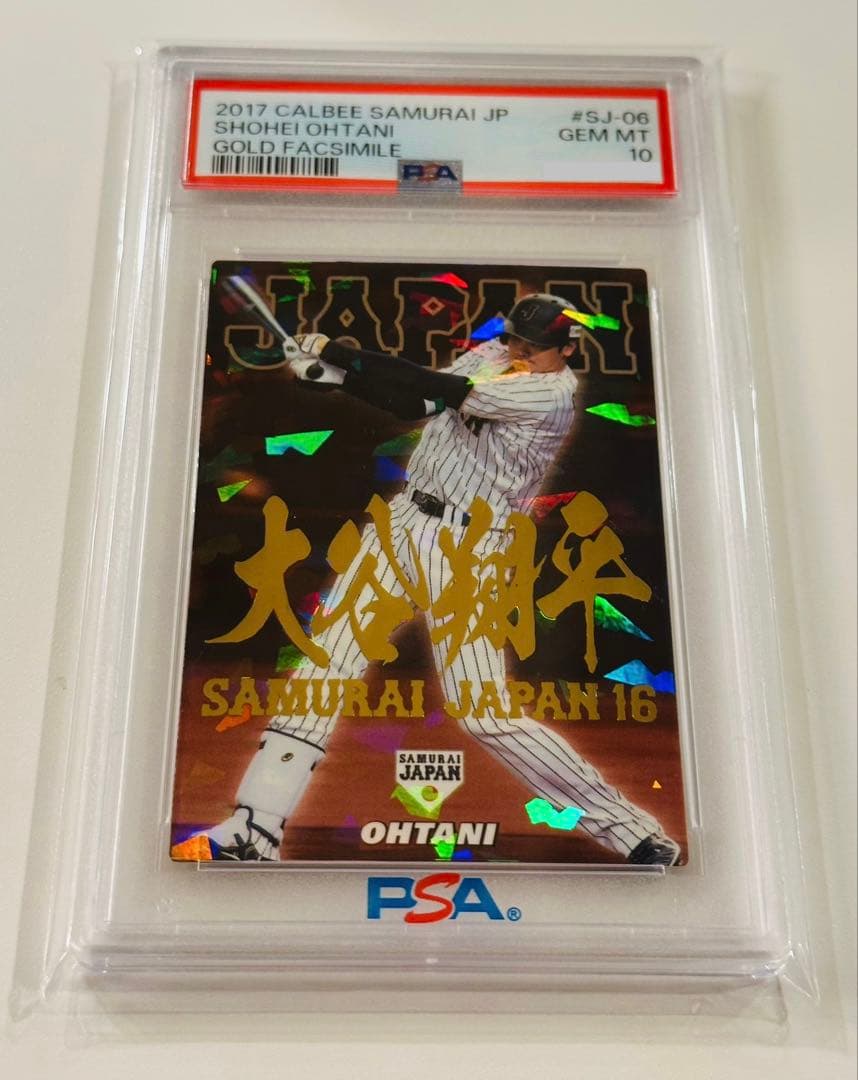 2017 CALBEE SAMURAI JP #SJ-06
SHOHEI OHTANI GEM MT
GOLD FACSIMILE 10
PSA
JAPAN
J
大谷翔平
SAMURAI JAPAN 16
SAMURAI
JAPAN
OHTANI
PSA®